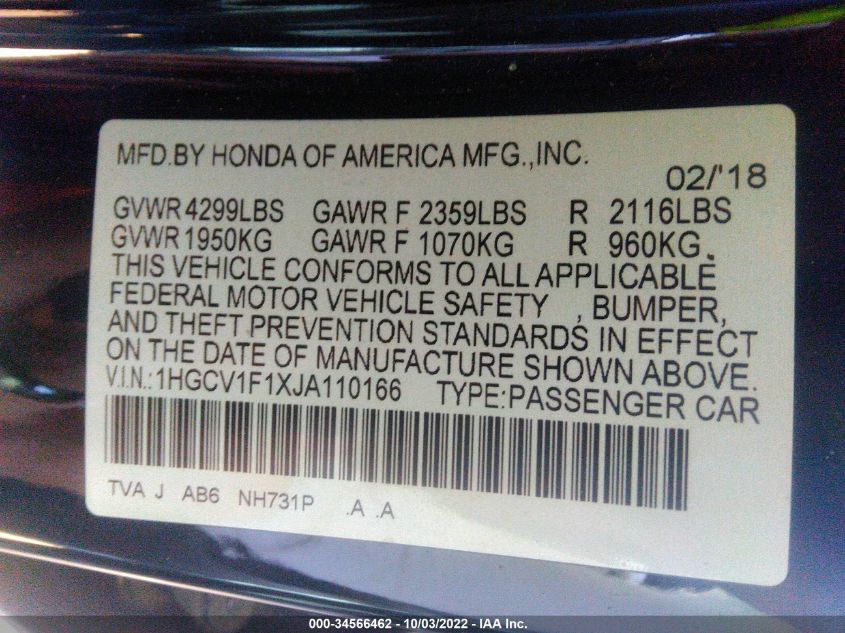 MFD.BY HONDA OF AMERICA MFG.,INC.
02/'18
GVWR 4299LBS GAWR F 2359LBS R 2116LBS
GVWR 1950KG GAWR F 1070KG R 960KG.
THIS VEHICLE CONFORMS TO ALL APPLICABLE
FEDERAL MOTOR VEHICLE SAFETY , BUMPER,
AND THEFT PREVENTION STANDARDS IN EFFECT
ON THE DATE OF MANUFACTURE SHOWN ABOVE.
V.I.N.:1HGCV1F1XJA110166 TYPE:PASSENGER CAR
TVA J AB6 NH731P .A .A
000-34566462 - 10/03/2022 - IAA Inc.